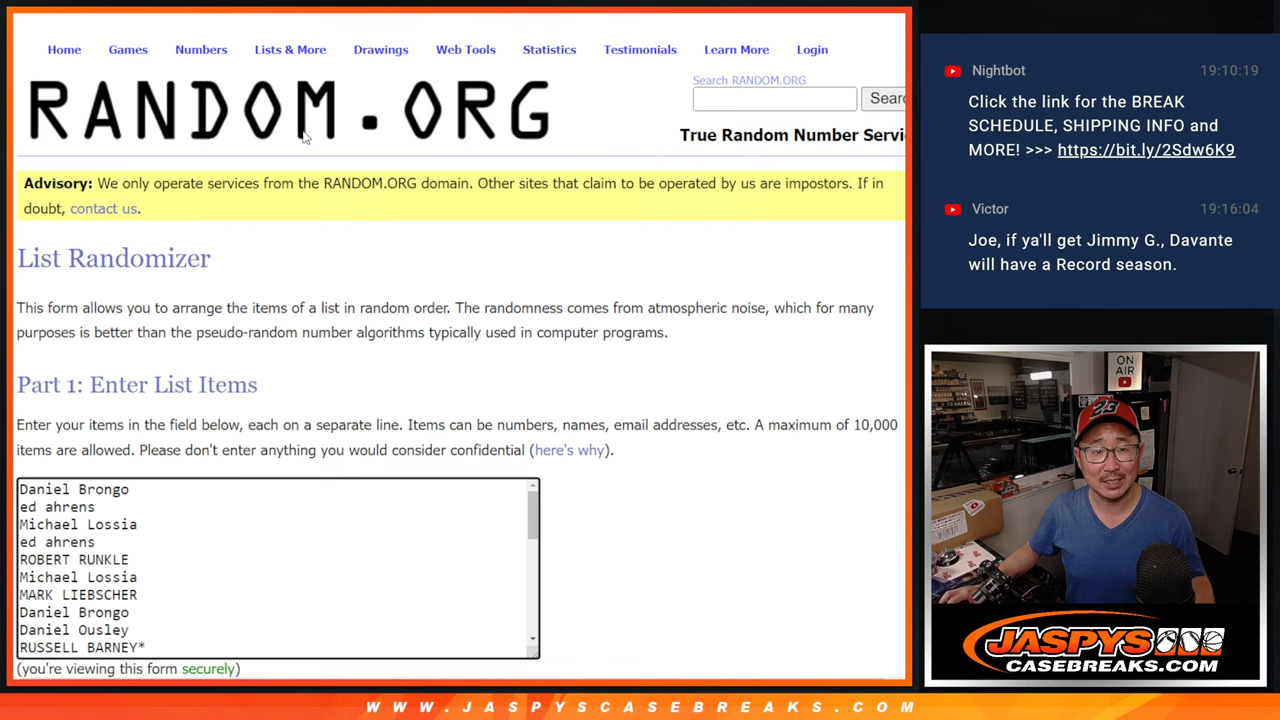 Home Games Numbers Lists & More Drawings Web Tools Statistics Testimonials Learn More Login
RANDOM.ORG
Search RANDOM.ORG
Searc
True Random Number Servi
Advisory: We only operate services from the RANDOM.ORG domain. Other sites that claim to be operated by us are impostors. If in
doubt, contact us.
List Randomizer
This form allows you to arrange the items of a list in random order. The randomness comes from atmospheric noise, which for many
purposes is better than the pseudo-random number algorithms typically used in computer programs.
Part 1: Enter List Items
Enter your items in the field below, each on a separate line. Items can be numbers, names, email addresses, etc. A maximum of 10,000
items are allowed. Please don't enter anything you would consider confidential (here's why).
Daniel Brongo
ed ahrens
Michael Lossia
ed ahrens
ROBERT RUNKLE
Michael Lossia
MARK LIEBSCHER
Daniel Brongo
Daniel Ousley
RUSSELL BARNEY*
(you're viewing this form securely)
Nightbot 19:10:19
Click the link for the BREAK
SCHEDULE, SHIPPING INFO and
MORE! >>> https://bit.ly/2Sdw6K9
Victor 19:16:04
Joe, if ya'll get Jimmy G., Davante
will have a Record season.
ON
AIR
JASPYS
CASEBREAKS.COM
WWW.JASPYSCASEBREAKS.COM